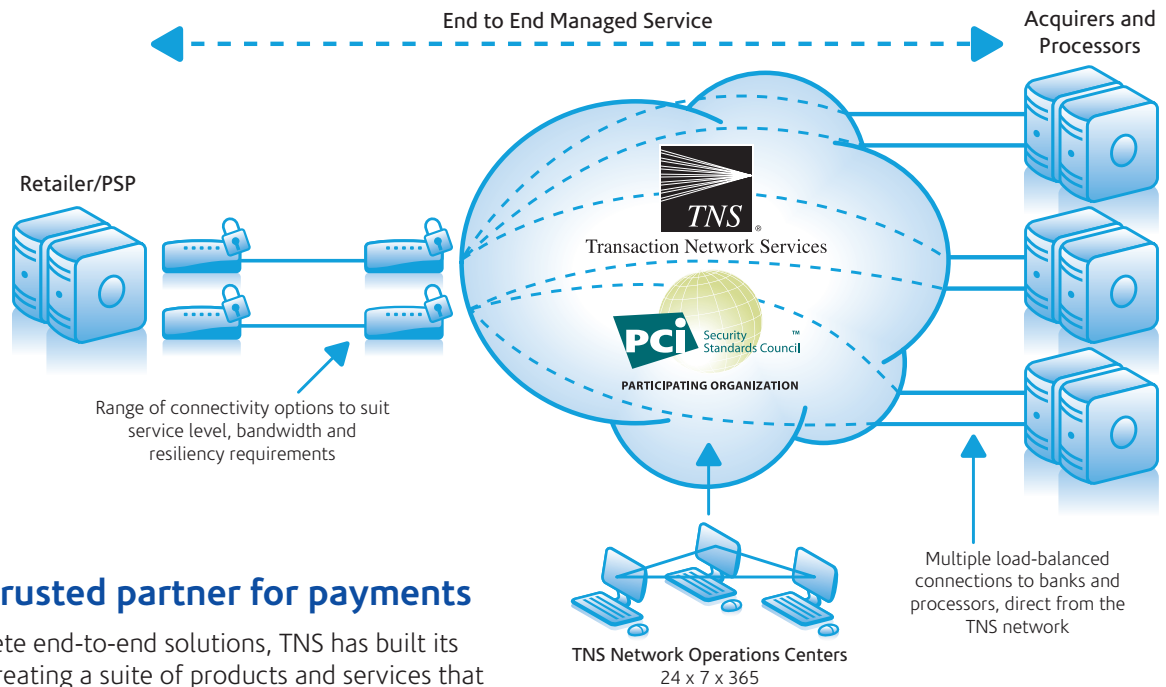 End to End Managed Service
Acquirers and
Processors
Retailer/PSP
TNS
®
Transaction Network Services
PCi
Security
Standards Council
™
PARTICIPATING ORGANIZATION
Range of connectivity options to suit
service level, bandwidth and
resiliency requirements
Multiple load-balanced
connections to banks and
processors, direct from the
TNS network
TNS Network Operations Centers
24 x 7 x 365
partner for payments
end-to-end solutions, TNS has built its
a suite of products and services that